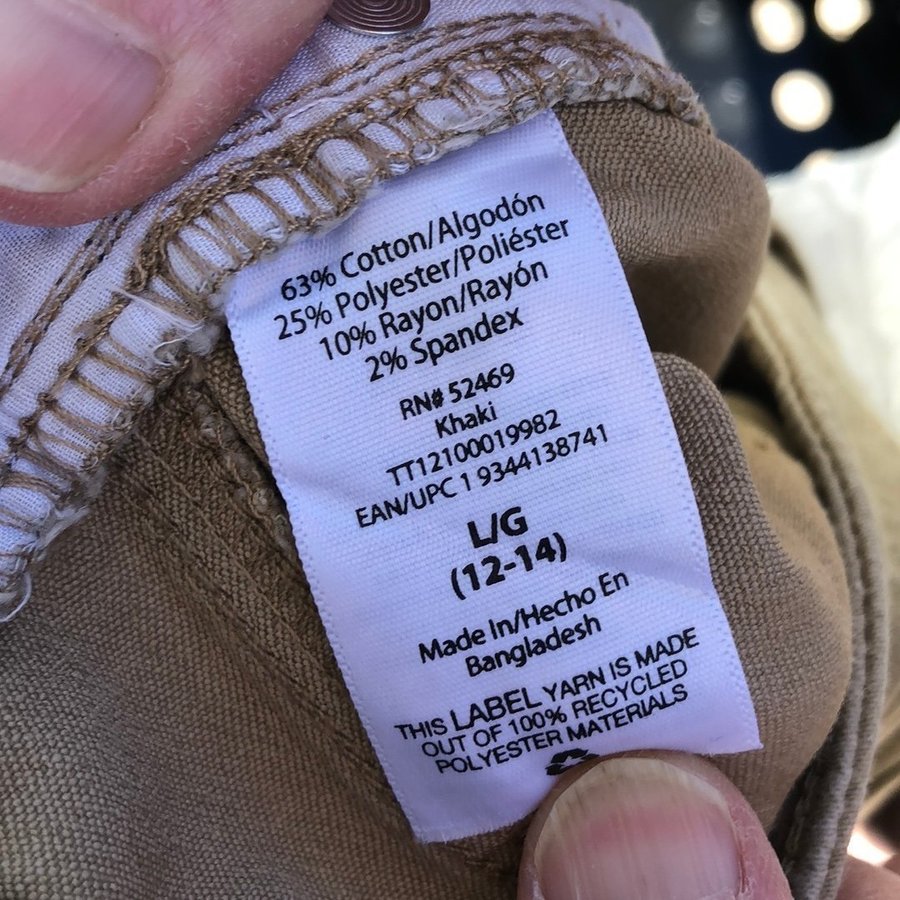 63% Cotton/Algodón
25% Polyester/Poliéster
10% Rayon/Rayón
2% Spandex
RN# 52469
Khaki
TT12100019982
EAN/UPC 1 9344138741
L/G
(12-14)
Made In/Hecho En
Bangladesh
THIS LABEL YARN IS MADE
OUT OF 100% RECYCLED
POLYESTER MATERIALS